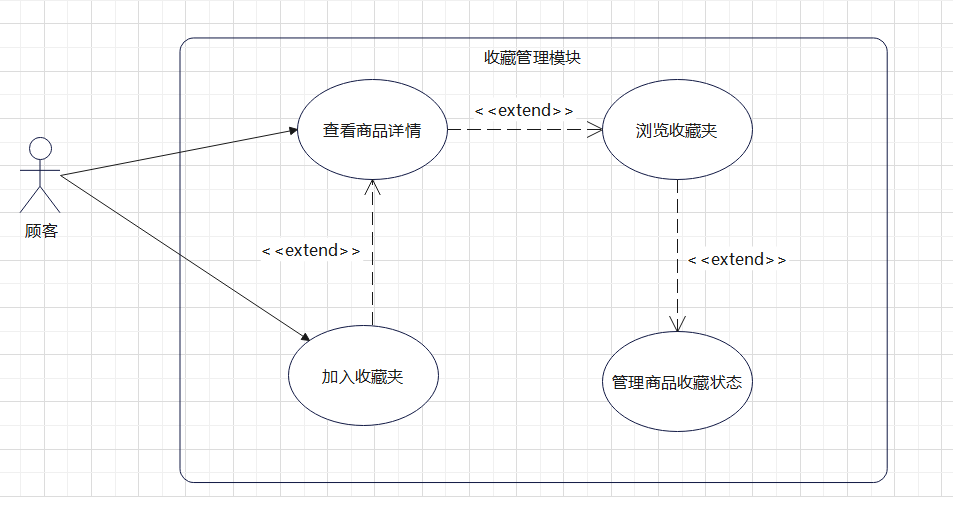 收藏管理模块
查看商品详情
<<extend>>
浏览收藏夹
顾客
<<extend>>
<<extend>>
加入收藏夹
管理商品收藏状态